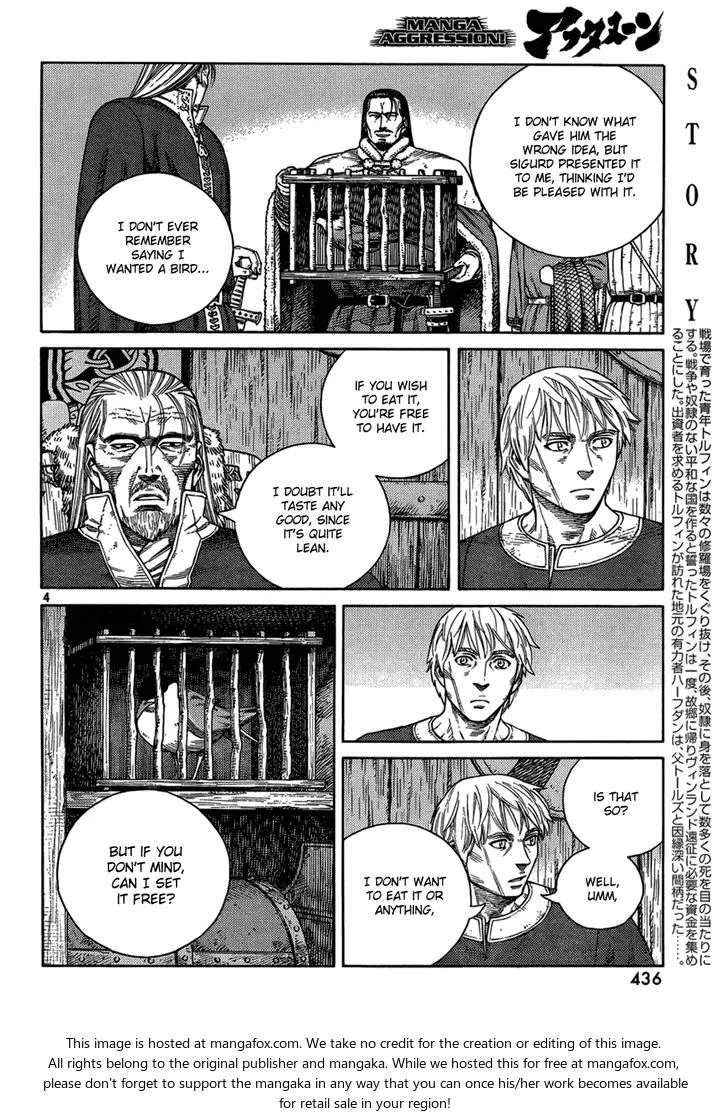 MANGA
AGGRESSION!
アフタヌーン
I DON'T KNOW WHAT
GAVE HIM THE
WRONG IDEA, BUT
SIGURD PRESENTED IT
TO ME, THINKING I'D
BE PLEASED WITH IT.
I DON'T EVER
REMEMBER
SAYING I
WANTED A BIRD...
IF YOU WISH
TO EAT IT,
YOU'RE FREE
TO HAVE IT.
I DOUBT IT'LL
TASTE ANY
GOOD, SINCE
IT'S QUITE
LEAN.
4
IS THAT
SO?
WELL,
UMM,
I DON'T WANT
TO EAT IT OR
ANYTHING,
BUT IF YOU
DON'T MIND,
CAN I SET
IT FREE?
STORY
戦場で育った青年トルフィンは数々の修羅場をくぐり抜け、その後、奴隷に身を落として数多くの死を目の当たりに
する。戦争や奴隷のない平和な国を作ると誓ったトルフィンは一度、故郷に帰りヴィンランド遠征に必要な資金を集め
ることにした。出資者を求めるトルフィンが訪れた地元の有力者ハーフダンは、父トールズと因縁深い間柄だった……。
436
This image is hosted at mangafox.com. We take no credit for the creation or editing of this image.
All rights belong to the original publisher and mangaka. While we hosted this for free at mangafox.com,
please don't forget to support the mangaka in any way that you can once his/her work becomes available
for retail sale in your region!